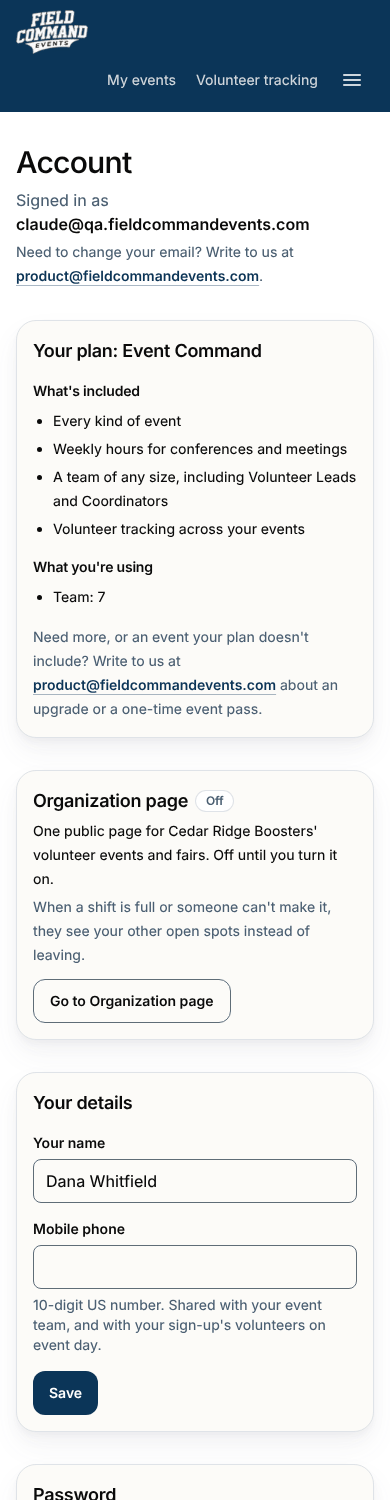 FIELD
COMMAND
EVENTS
My events Volunteer tracking
Account
Signed in as
claude@qa.fieldcommandevents.com
Need to change your email? Write to us at
product@fieldcommandevents.com.
Your plan: Event Command
What's included
• Every kind of event
• Weekly hours for conferences and meetings
• A team of any size, including Volunteer Leads
and Coordinators
• Volunteer tracking across your events
What you're using
• Team: 7
Need more, or an event your plan doesn't
include? Write to us at
product@fieldcommandevents.com about an
upgrade or a one-time event pass.
Organization page Off
One public page for Cedar Ridge Boosters'
volunteer events and fairs. Off until you turn it
on.
When a shift is full or someone can't make it,
they see your other open spots instead of
leaving.
Go to Organization page
Your details
Your name
Dana Whitfield
Mobile phone
10-digit US number. Shared with your event
team, and with your sign-up's volunteers on
event day.
Save
Password